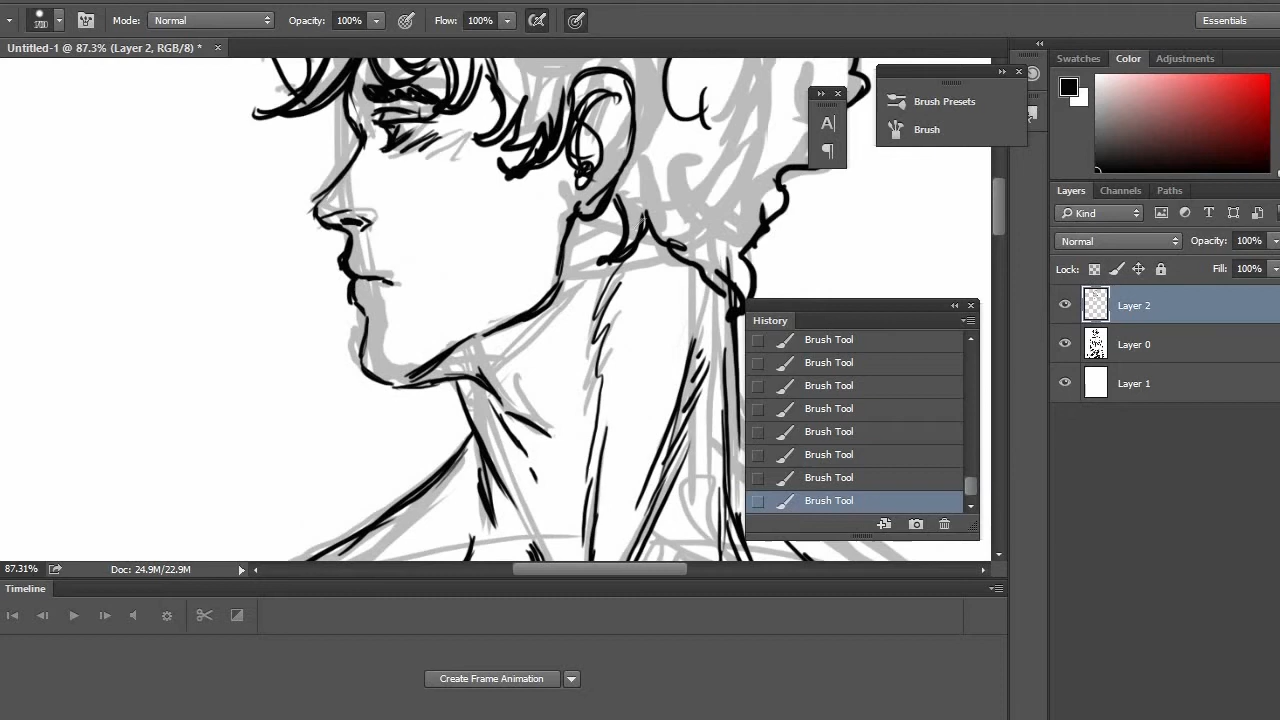 Mode: Normal Opacity: 100% Flow: 100% Essentials
Untitled-1 @ 87.3% (Layer 2, RGB/8) *
Swatches Color Adjustments
Brush Presets
Brush
A
Layers Channels Paths
Kind
Normal Opacity: 100%
Lock: Fill: 100%
Layer 2
Layer 0
Layer 1
History
Brush Tool
Brush Tool
Brush Tool
Brush Tool
Brush Tool
Brush Tool
Brush Tool
Brush Tool
87.31% Doc: 24.9M/22.9M
Timeline
Create Frame Animation